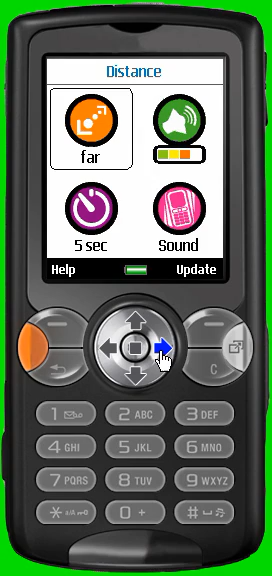 Distance
far
5 sec
Sound
Help
Update
C
1
2 ABC
3 DEF
4 GHI
5 JKL
6 MNO
7 PQRS
8 TUV
9 WXYZ
* a/A
0 +
#